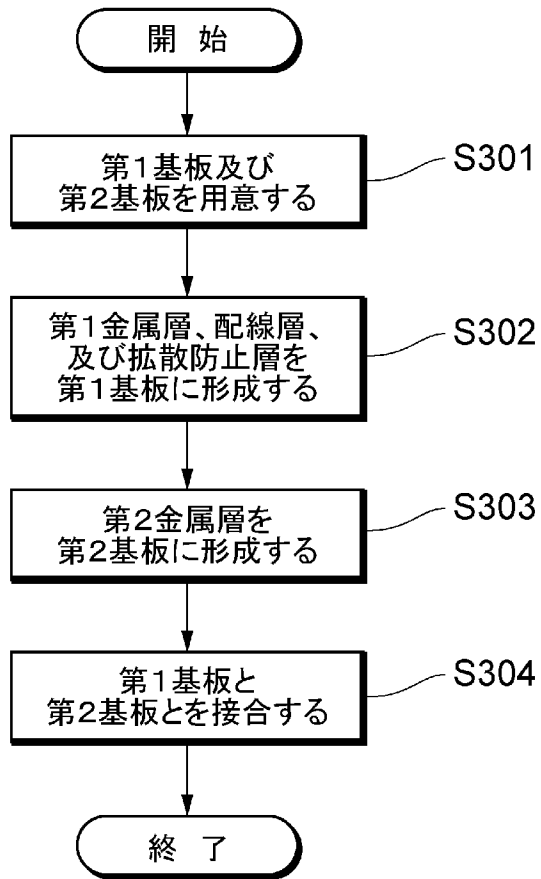 開 始
第1基板及び
第2基板を用意する
S301
第1金属層、配線層、
及び拡散防止層を
第1基板に形成する
S302
第2金属層を
第2基板に形成する
S303
第1基板と
第2基板とを接合する
S304
終 了